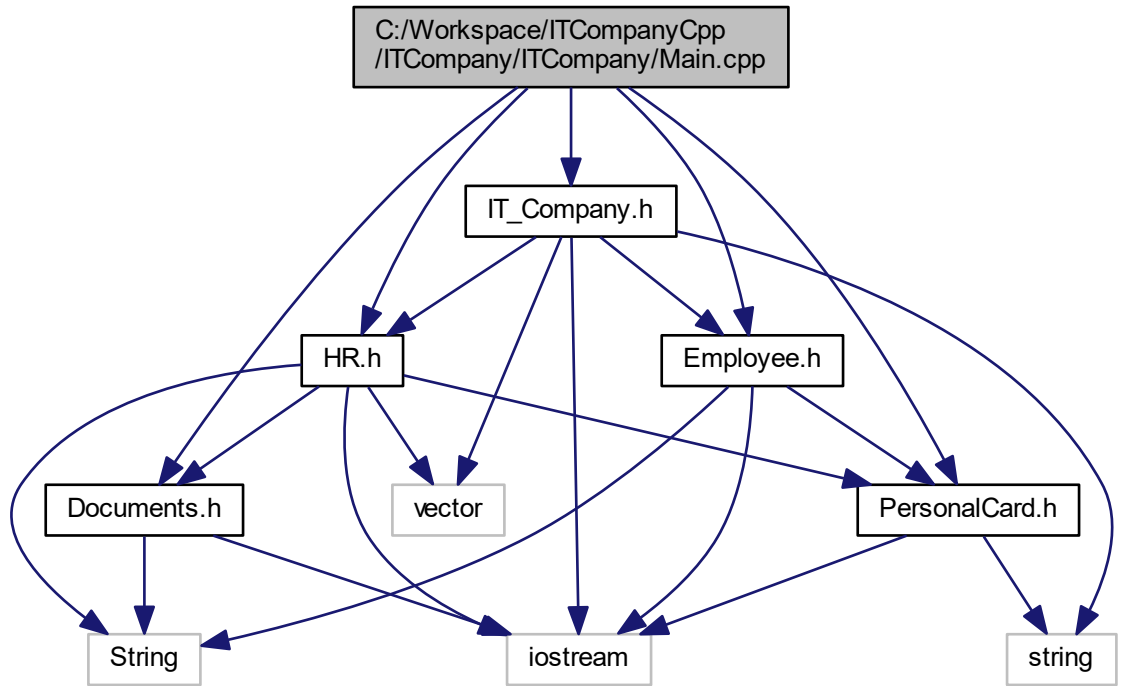 C:/Workspace/ITCompanyCpp
/ITCompany/ITCompany/Main.cpp
IT_Company.h
HR.h
Employee.h
Documents.h
vector
PersonalCard.h
String
iostream
string